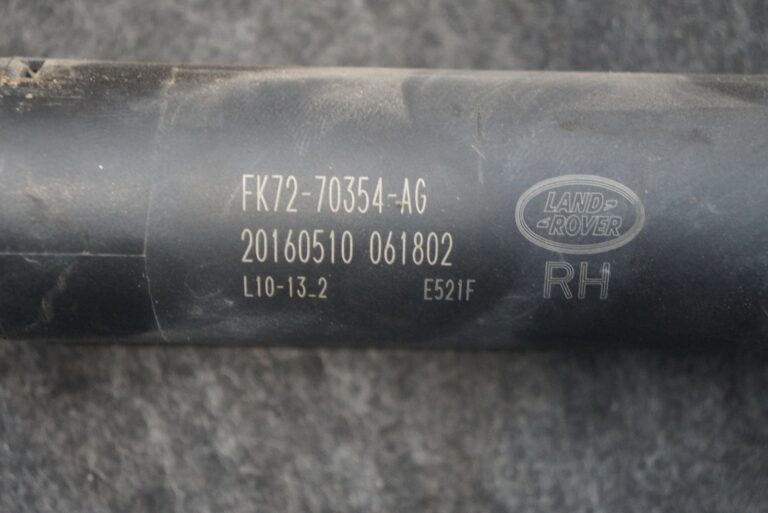 FK72-70354-AG
20160510 061802
L10-13_2 E521F
LAND-
-ROVER
RH